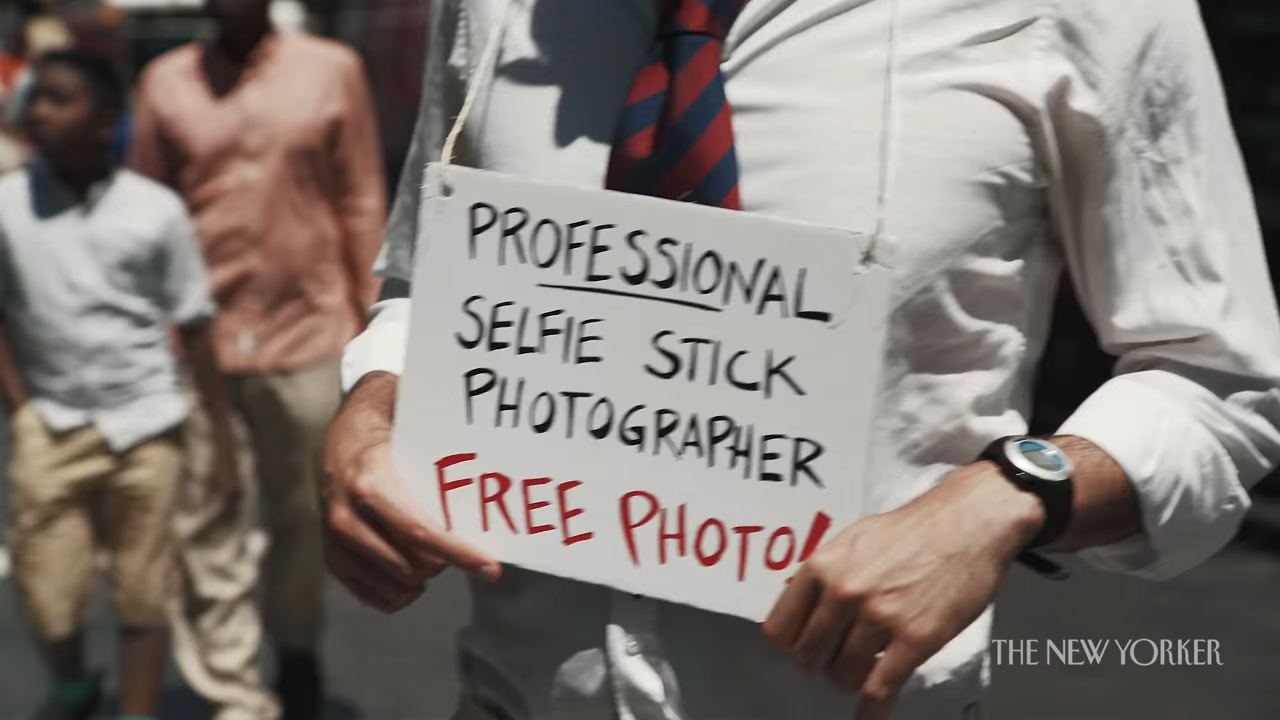 PROFESSIONAL
SELFIE STICK
PHOTOGRAPHER
FREE PHOTO!
THE NEW YORKER